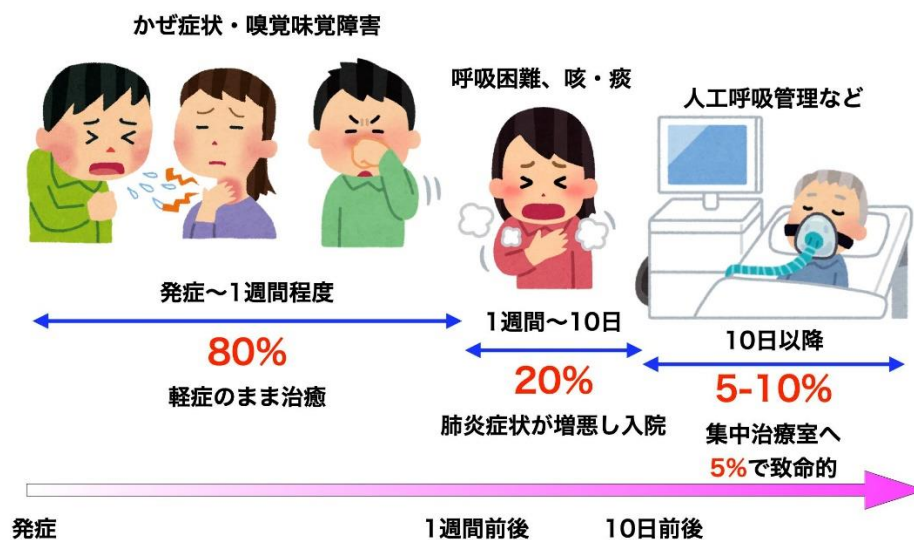 かぜ症状・嗅覚味覚障害
呼吸困難、咳・痰
人工呼吸管理など
発症〜1週間程度
80%
軽症のまま治癒
1週間〜10日
20%
肺炎症状が増悪し入院
10日以降
5-10%
集中治療室へ
5%で致命的
発症
1週間前後
10日前後